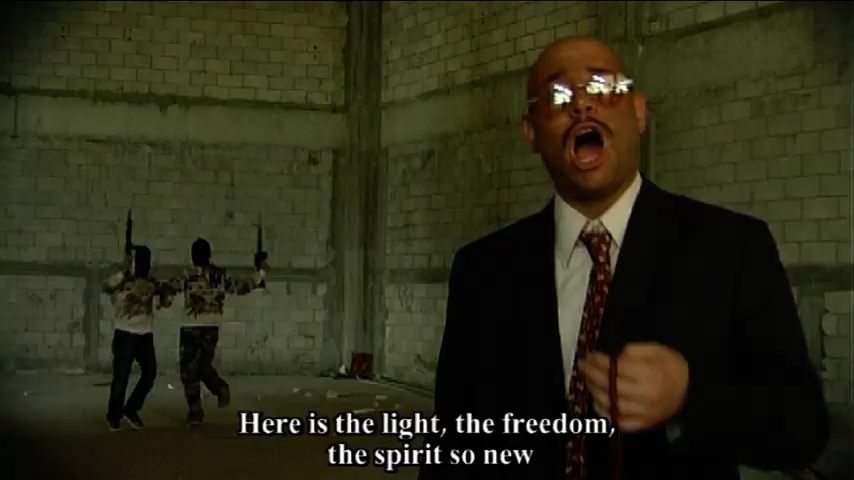 Here is the light, the freedom,
the spirit so new